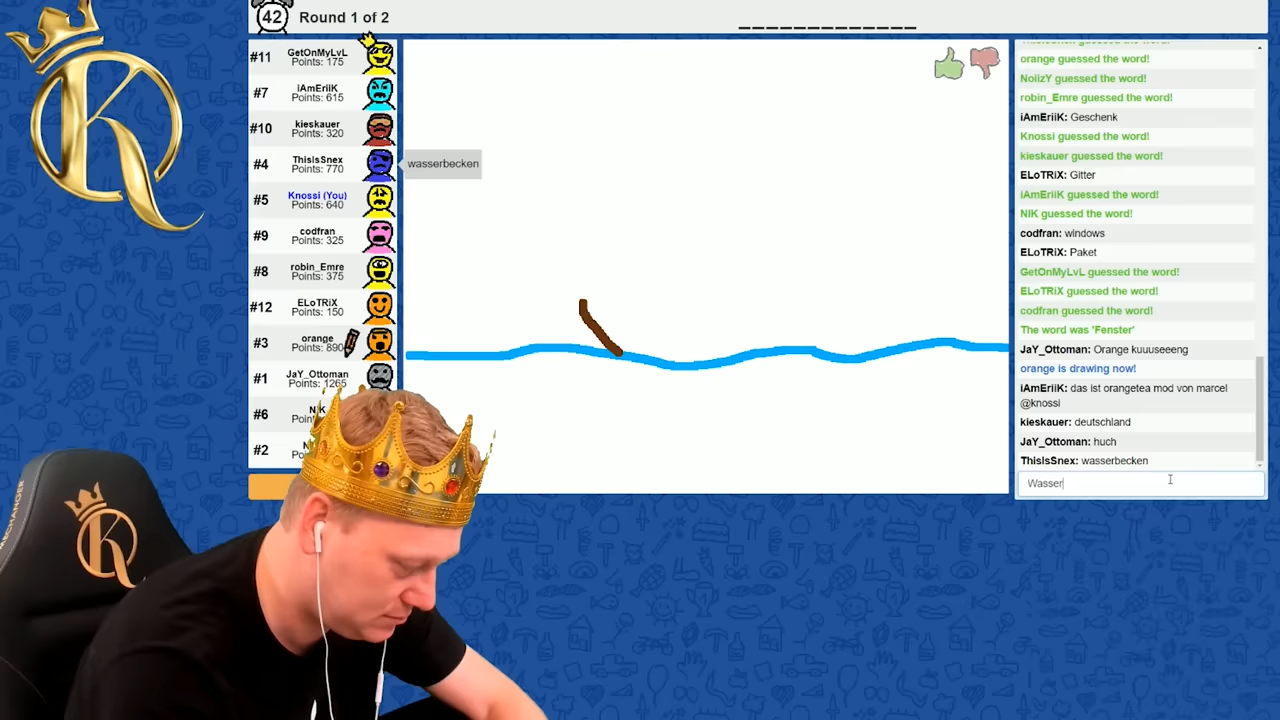 42
Round 1 of 2
#11
GetOnMyLvL
Points: 175
#7
iAmEriiK
Points: 615
#10
kieskauer
Points: 320
#4
ThisIsSnex
Points: 770
wasserbecken
#5
Knossi (You)
Points: 640
#9
codfran
Points: 325
#8
robin_Emre
Points: 375
#12
ELoTRiX
Points: 150
#3
orange
Points: 890
#1
JaY_Ottoman
Points: 1265
#6
#2
orange guessed the word!
NoiizY guessed the word!
robin_Emre guessed the word!
iAmEriiK: Geschenk
Knossi guessed the word!
kieskauer guessed the word!
ELoTRiX: Gitter
iAmEriiK guessed the word!
NIK guessed the word!
codfran: windows
ELoTRiX: Paket
GetOnMyLvL guessed the word!
ELoTRiX guessed the word!
codfran guessed the word!
The word was 'Fenster'
JaY_Ottoman: Orange kuuuseeeng
orange is drawing now!
iAmEriiK: das ist orangetea mod von marcel
@knossi
kieskauer: deutschland
JaY_Ottoman: huch
ThisIsSnex: wasserbecken
Wasser